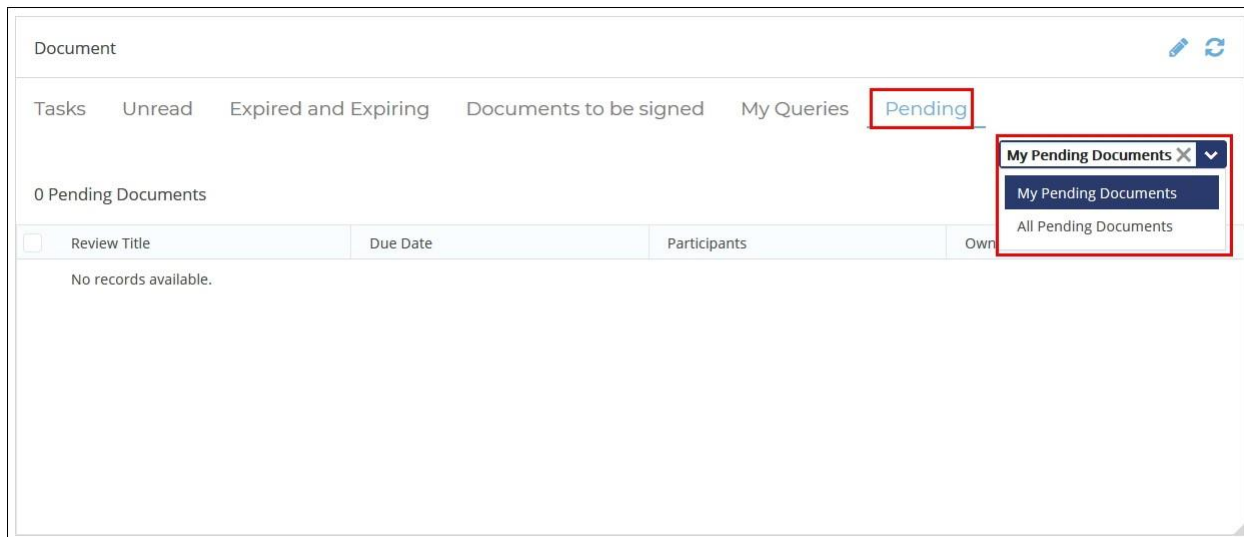 Document
Tasks Unread Expired and Expiring Documents to be signed My Queries Pending
My Pending Documents
0 Pending Documents
My Pending Documents
All Pending Documents
Review Title Due Date Participants Own
No records available.